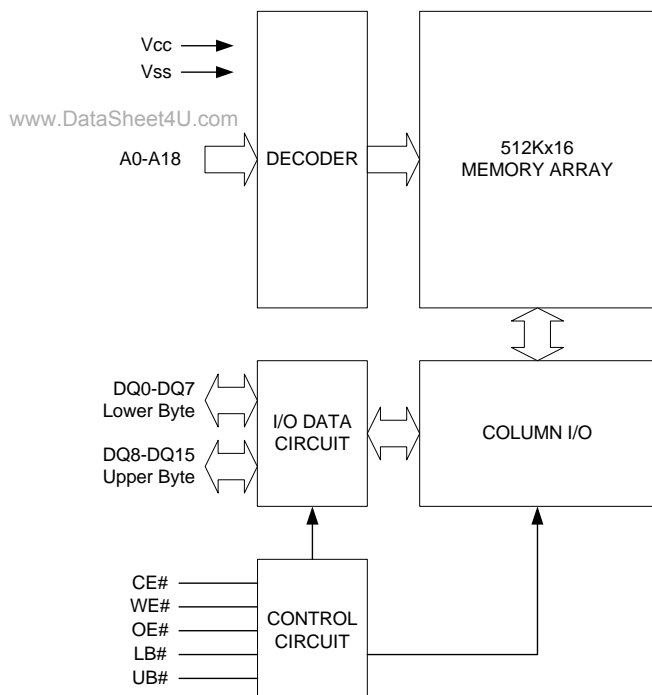 Vcc
Vss
www.DataSheet4U.com
A0-A18
DECODER
512Kx16
MEMORY ARRAY
DQ0-DQ7
Lower Byte
DQ8-DQ15
Upper Byte
I/O DATA
CIRCUIT
COLUMN I/O
CE#
WE#
OE#
LB#
UB#
CONTROL
CIRCUIT